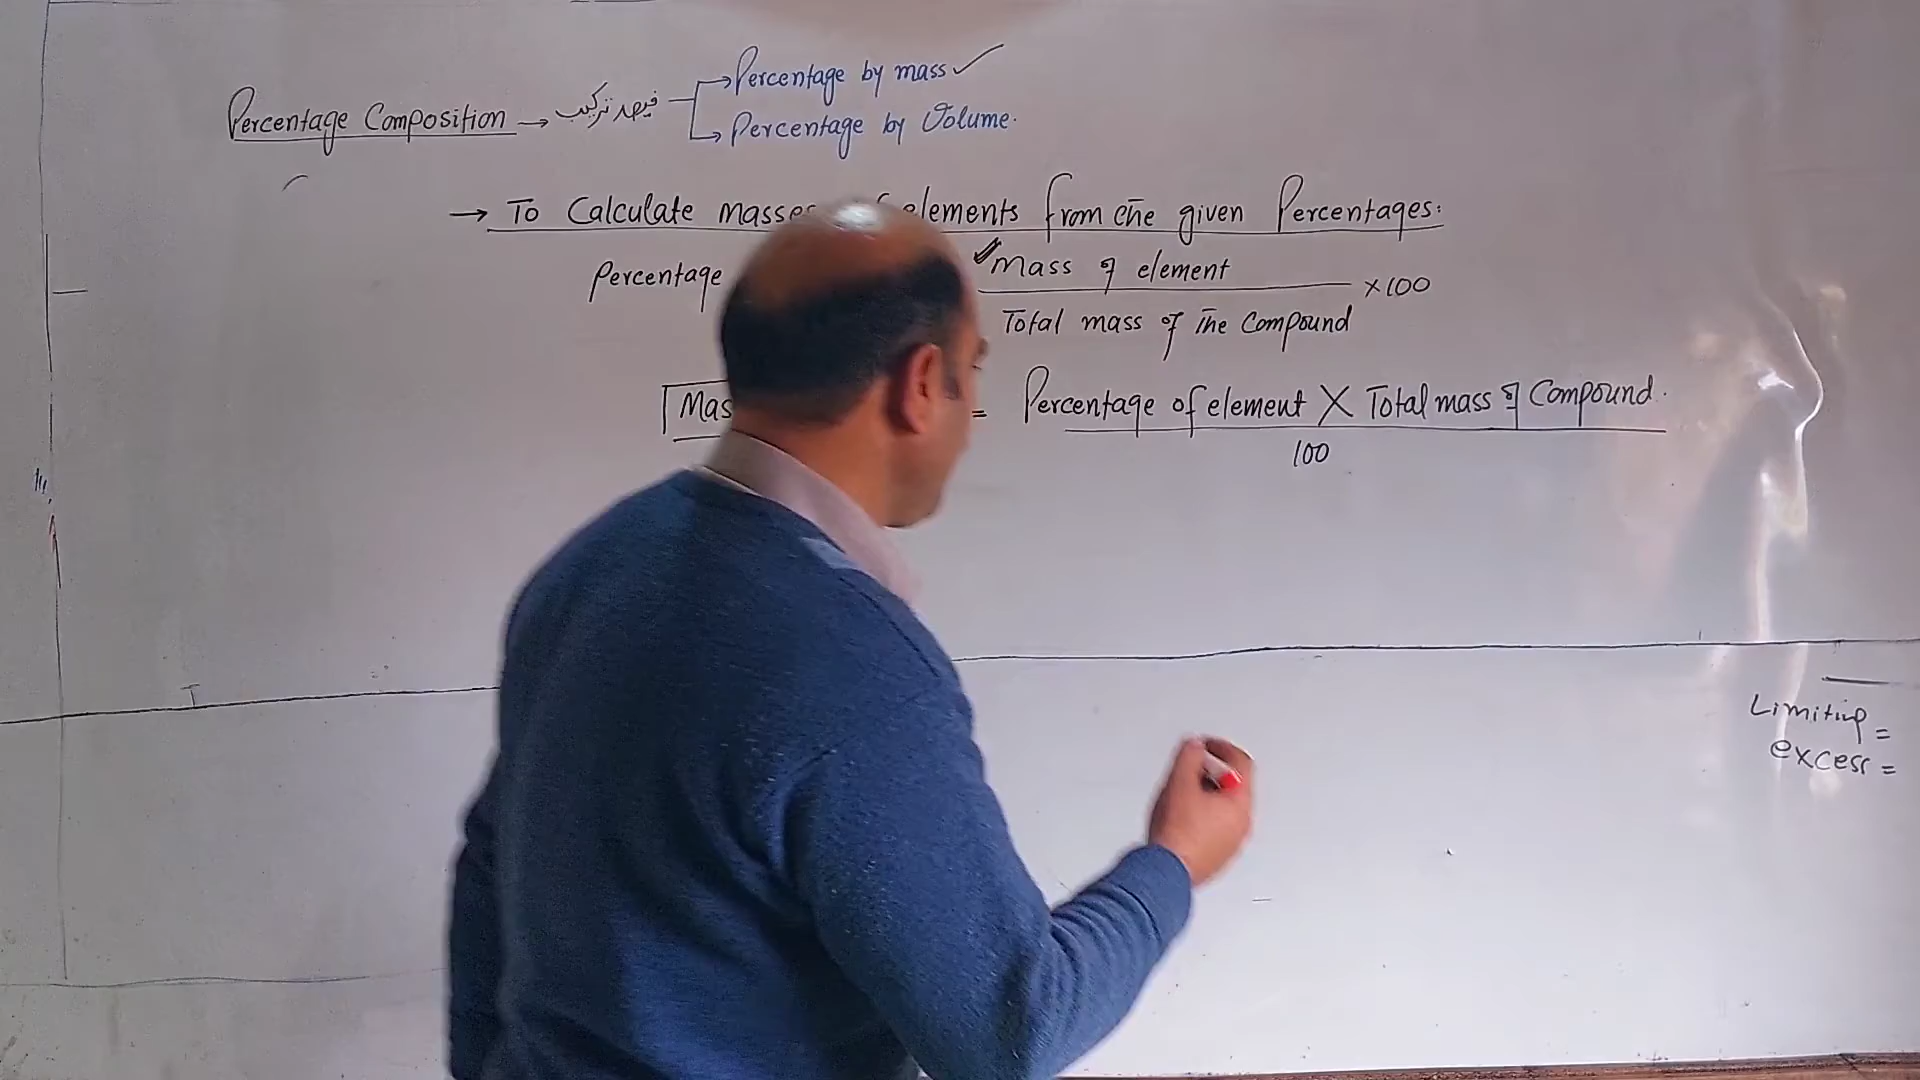 Percentage Composition → فیصد ترکیب
→ Percentage by mass ✓
→ Percentage by Volume.
→ To Calculate masses of elements from the given Percentages:
Percentage
✓ Mass of element
× 100
Total mass of the Compound
Mas
= Percentage of element × Total mass of Compound.
100
Limiting =
excess =